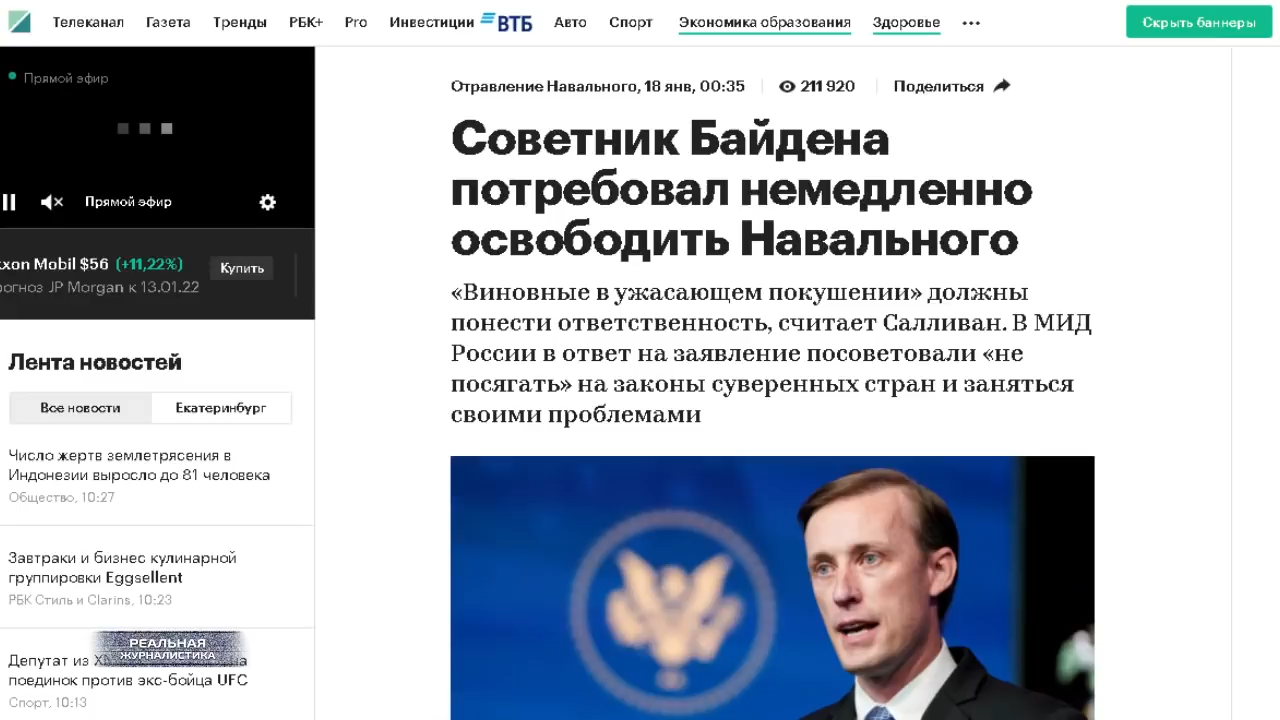 Телеканал Газета Тренды РБК+ Pro Инвестиции ВТБ Авто Спорт Экономика образования Здоровье ••• Скрыть баннеры
Прямой эфир
Прямой эфир
xxon Mobil $56 (+11,22%) Купить
рогноз JP Morgan к 13.01.22
Лента новостей
Все новости Екатеринбург
Число жертв землетрясения в
Индонезии выросло до 81 человека
Общество, 10:27
Завтраки и бизнес кулинарной
группировки Eggsellent
РБК Стиль и Clarins, 10:23
Депутат из
поединок против экс-бойца UFC
Спорт, 10:13
РЕАЛЬНАЯ
ЖУРНАЛИСТИКА
Отравление Навального, 18 янв, 00:35 211 920 Поделиться
Советник Байдена
потребовал немедленно
освободить Навального
«Виновные в ужасающем покушении» должны
понести ответственность, считает Салливан. В МИД
России в ответ на заявление посоветовали «не
посягать» на законы суверенных стран и заняться
своими проблемами